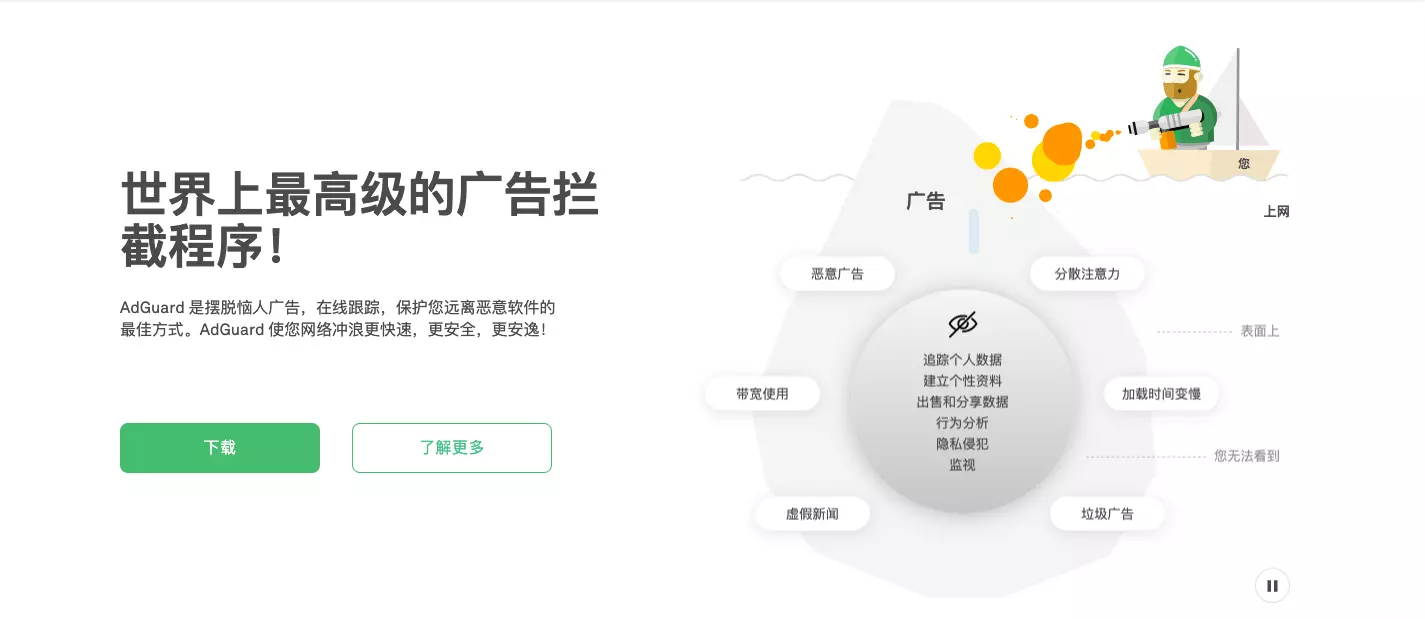 世界上最高级的广告拦
截程序！
AdGuard 是摆脱恼人广告，在线跟踪，保护您远离恶意软件的
最佳方式。AdGuard 使您网络冲浪更快速，更安全，更安逸！
下载
了解更多
您
广告
上网
恶意广告
分散注意力
表面上
追踪个人数据
建立个性资料
出售和分享数据
行为分析
隐私侵犯
监视
带宽使用
加载时间变慢
您无法看到
虚假新闻
垃圾广告